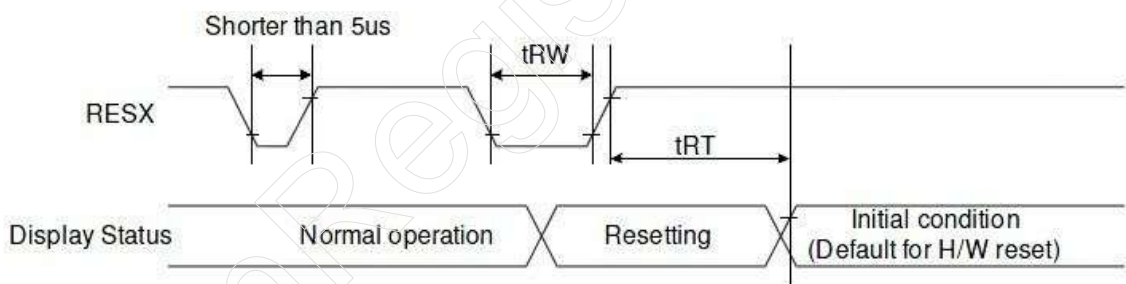 Shorter than 5us
tRW
RESX
tRT
Display Status
Normal operation
Resetting
Initial condition
(Default for H/W reset)